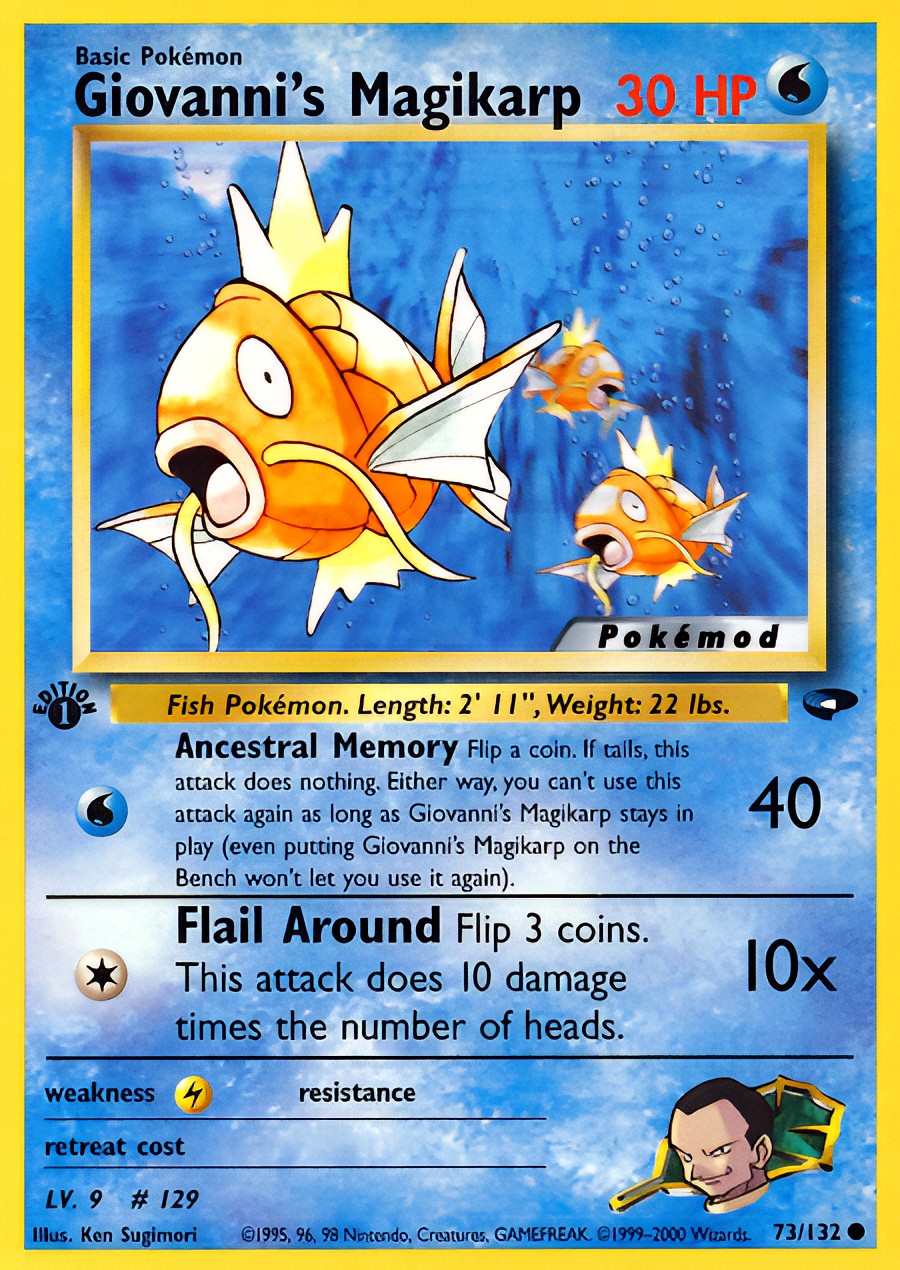 Basic Pokémon
Giovanni's Magikarp 30 HP
Pokémod
EDITION
1
Fish Pokémon. Length: 2' 11", Weight: 22 lbs.
Ancestral Memory Flip a coin. If tails, this
attack does nothing. Either way, you can't use this
attack again as long as Giovanni's Magikarp stays in
play (even putting Giovanni's Magikarp on the
Bench won't let you use it again).
40
Flail Around Flip 3 coins.
This attack does 10 damage
times the number of heads.
10x
weakness resistance
retreat cost
LV. 9 # 129
Illus. Ken Sugimori ©1995, 96, 98 Nintendo, Creatures, GAMEFREAK. ©1999–2000 Wizards. 73/132